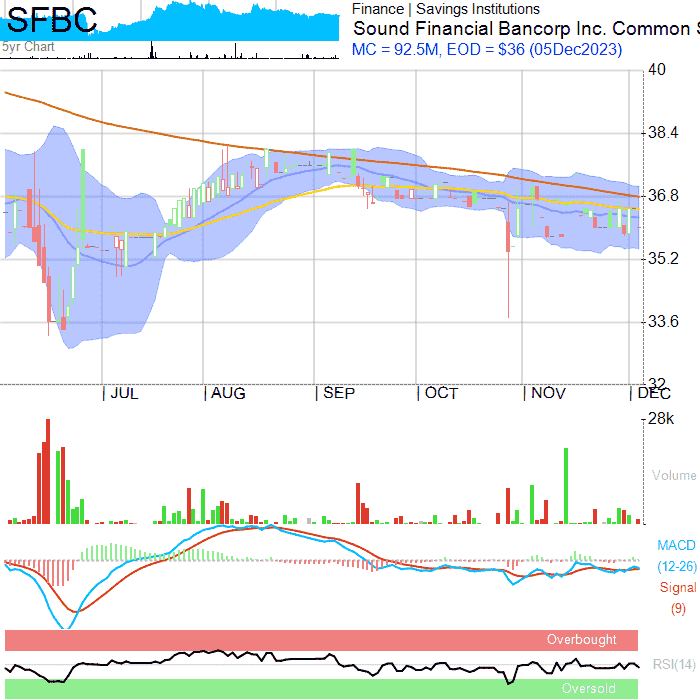 SFBC
5yr Chart
Finance | Savings Institutions
Sound Financial Bancorp Inc. Common S
MC = 92.5M, EOD = $36 (05Dec2023)
40
38.4
36.8
35.2
33.6
32
JUL AUG SEP OCT NOV DEC
28k
Volume
MACD
(12-26)
Signal
(9)
Overbought
RSI(14)
Oversold